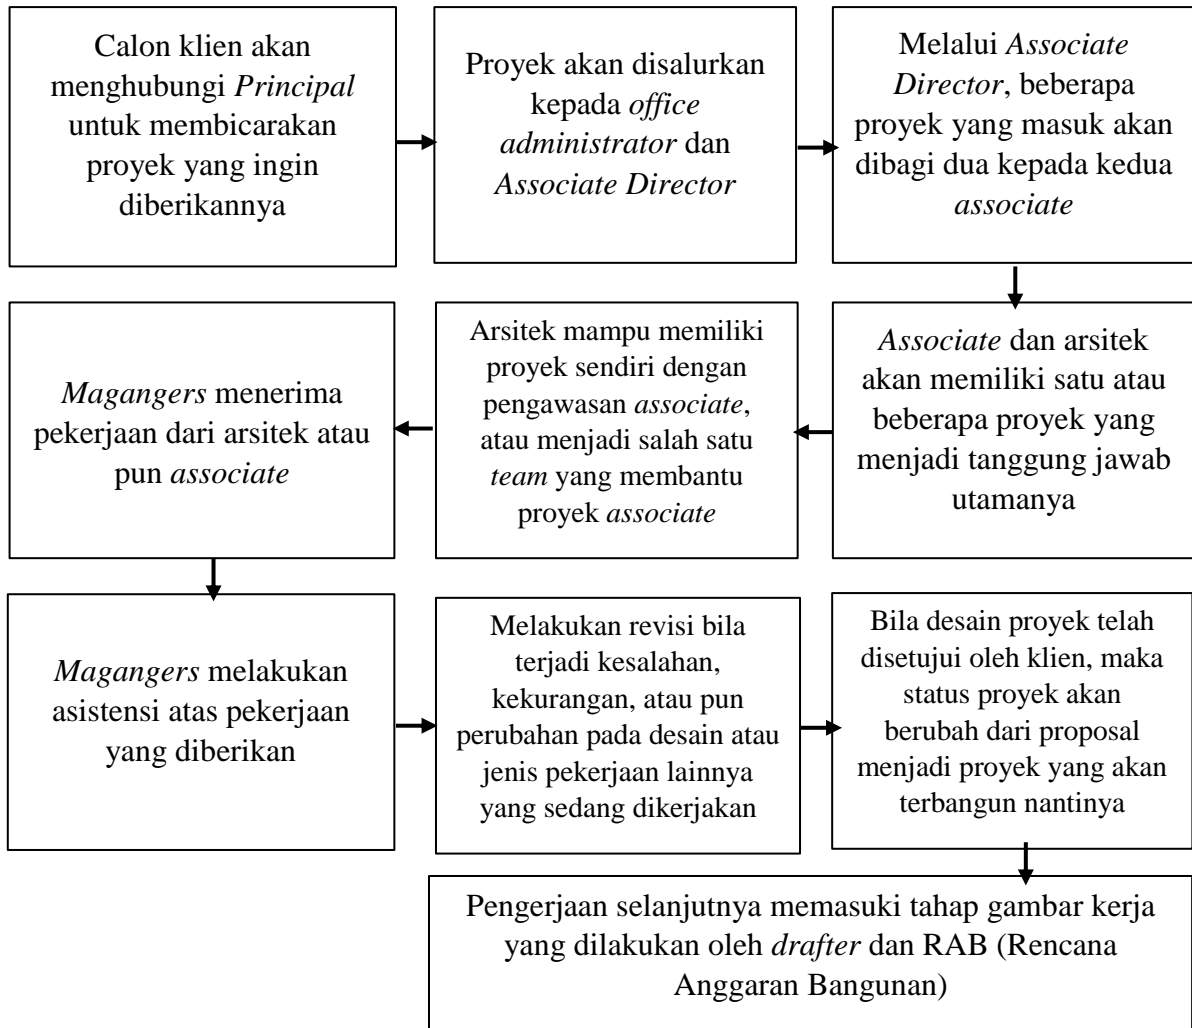 Calon klien akan
menghubungi Principal
untuk membicarakan
proyek yang ingin
diberikannya
Proyek akan disalurkan
kepada office
administrator dan
Associate Director
Melalui Associate
Director, beberapa
proyek yang masuk akan
dibagi dua kepada kedua
associate
Associate dan arsitek
akan memiliki satu atau
beberapa proyek yang
menjadi tanggung jawab
utamanya
Arsitek mampu memiliki
proyek sendiri dengan
pengawasan associate,
atau menjadi salah satu
team yang membantu
proyek associate
Magangers menerima
pekerjaan dari arsitek atau
pun associate
Magangers melakukan
asistensi atas pekerjaan
yang diberikan
Melakukan revisi bila
terjadi kesalahan,
kekurangan, atau pun
perubahan pada desain atau
jenis pekerjaan lainnya
yang sedang dikerjakan
Bila desain proyek telah
disetujui oleh klien, maka
status proyek akan
berubah dari proposal
menjadi proyek yang akan
terbangun nantinya
Pengerjaan selanjutnya memasuki tahap gambar kerja
yang dilakukan oleh drafter dan RAB (Rencana
Anggaran Bangunan)